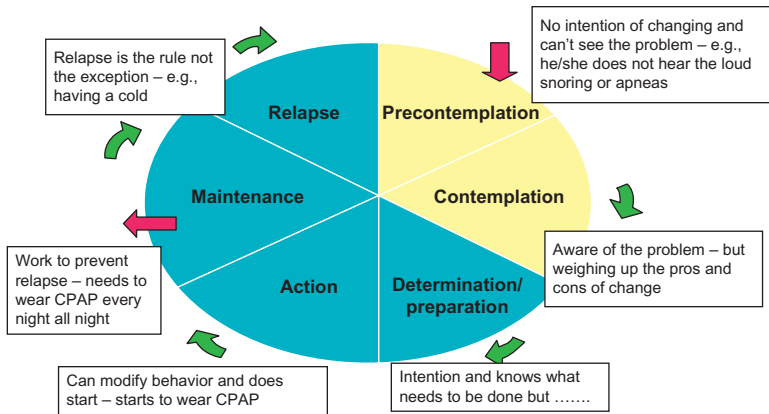 No intention of changing and
can't see the problem – e.g.,
he/she does not hear the loud
snoring or apneas
Relapse is the rule not
the exception – e.g.,
having a cold
Relapse
Precontemplation
Maintenance
Contemplation
Action
Determination/
preparation
Aware of the problem – but
weighing up the pros and
cons of change
Work to prevent
relapse – needs to
wear CPAP every
night all night
Can modify behavior and does
start – starts to wear CPAP
Intention and knows what
needs to be done but .......